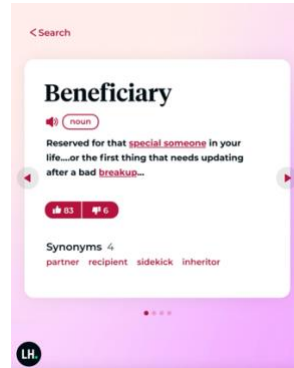 < Search
Beneficiary
noun
Reserved for that special someone in your
life....or the first thing that needs updating
after a bad breakup...
83 6
Synonyms 4
partner recipient sidekick inheritor
LH.